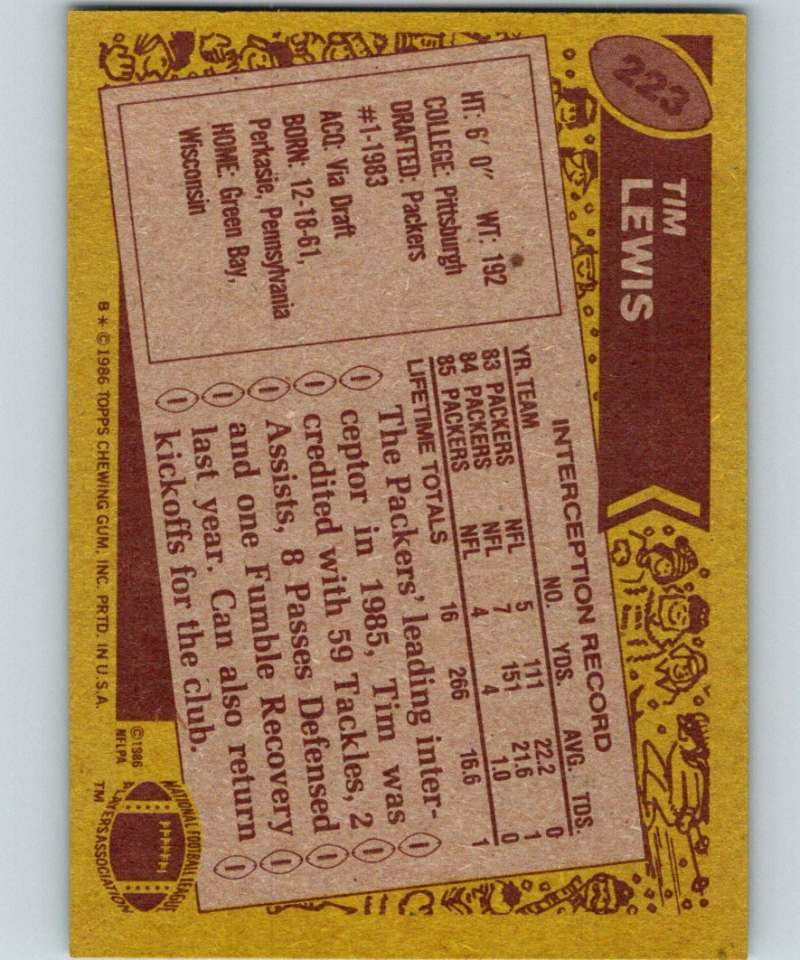 223
TIM
LEWIS
HT: 6' 0" WT: 192
COLLEGE: Pittsburgh
DRAFTED: Packers
#1-1983
ACQ: Via Draft
BORN: 12-18-61,
Perkasie, Pennsylvania
HOME: Green Bay,
Wisconsin
INTERCEPTION RECORD
YR. TEAM NO. YDS. AVG. TDS.
83 PACKERS NFL 5 111 22.2 0
84 PACKERS NFL 7 151 21.6 1
85 PACKERS NFL 4 4 1.0 0
LIFETIME TOTALS 16 266 16.6 1
The Packers' leading inter-
ceptor in 1985, Tim was
credited with 59 Tackles, 2
Assists, 8 Passes Defensed
and one Fumble Recovery
last year. Can also return
kickoffs for the club.
B * © 1986 TOPPS CHEWING GUM, INC. PRTD. IN U.S.A.
© 1986
NFLPA
NATIONAL FOOTBALL LEAGUE
PLAYERS ASSOCIATION
TM